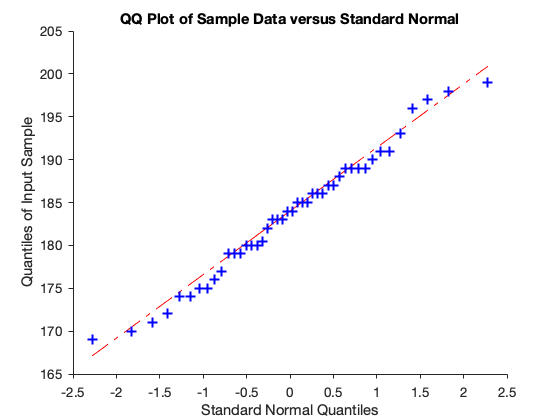 QQ Plot of Sample Data versus Standard Normal
205
200
195
190
185
180
175
170
165
Quantiles of Input Sample
-2.5 -2 -1.5 -1 -0.5 0 0.5 1 1.5 2 2.5
Standard Normal Quantiles